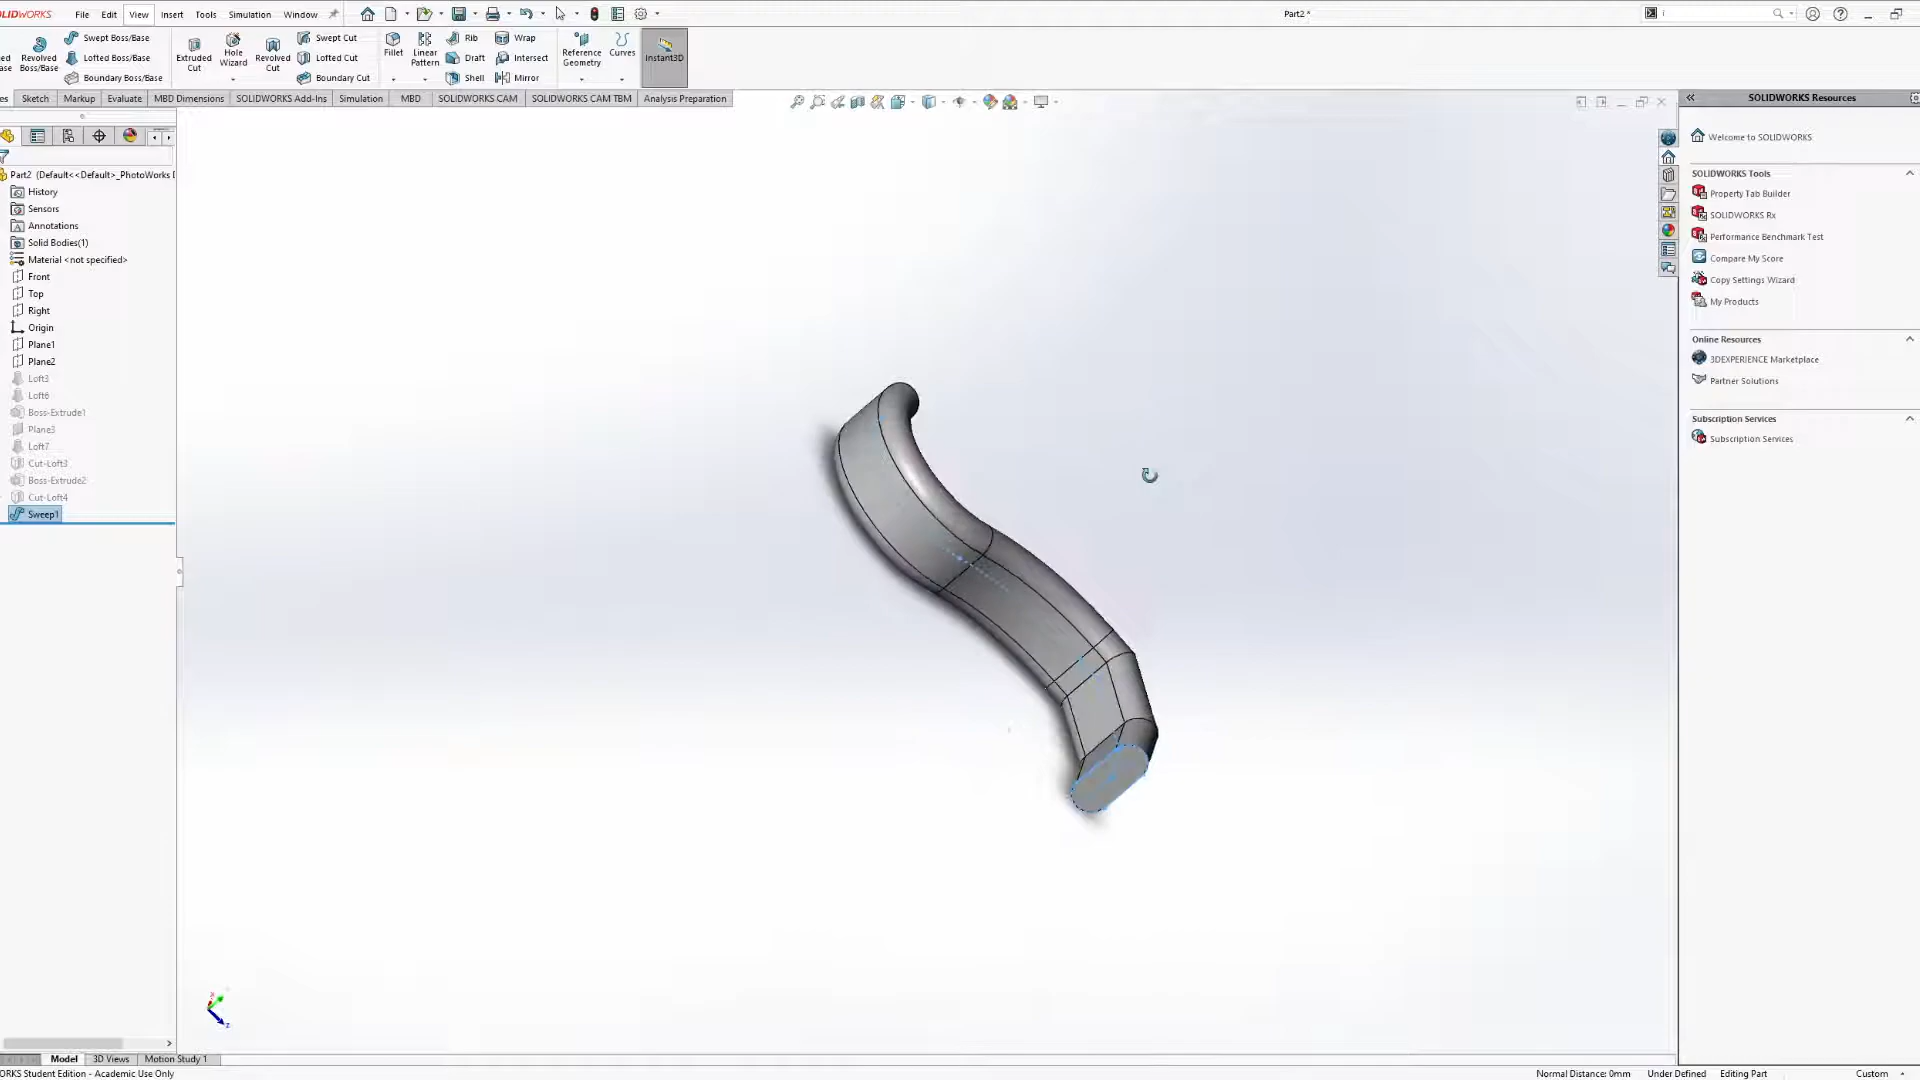 OLIDWORKS File Edit View Insert Tools Simulation Window
Part2 *
Revolved Boss/Base
Swept Boss/Base
Lofted Boss/Base
Boundary Boss/Base
Extruded Cut
Hole Wizard
Revolved Cut
Swept Cut
Lofted Cut
Boundary Cut
Fillet
Linear Pattern
Rib
Draft
Shell
Wrap
Intersect
Mirror
Reference Geometry
Curves
Instant3D
es Sketch Markup Evaluate MBD Dimensions SOLIDWORKS Add-Ins Simulation MBD SOLIDWORKS CAM SOLIDWORKS CAM TBM Analysis Preparation
Part2 (Default<<Default>_PhotoWorks
History
Sensors
Annotations
Solid Bodies(1)
Material <not specified>
Front
Top
Right
Origin
Plane1
Plane2
Loft3
Loft6
Boss-Extrude1
Plane3
Loft7
Cut-Loft3
Boss-Extrude2
Cut-Loft4
Sweep1
SOLIDWORKS Resources
Welcome to SOLIDWORKS
SOLIDWORKS Tools
Property Tab Builder
SOLIDWORKS Rx
Performance Benchmark Test
Compare My Score
Copy Settings Wizard
My Products
Online Resources
3DEXPERIENCE Marketplace
Partner Solutions
Subscription Services
Subscription Services
Model 3D Views Motion Study 1
ORKS Student Edition - Academic Use Only
Normal Distance: 0mm Under Defined Editing Part Custom